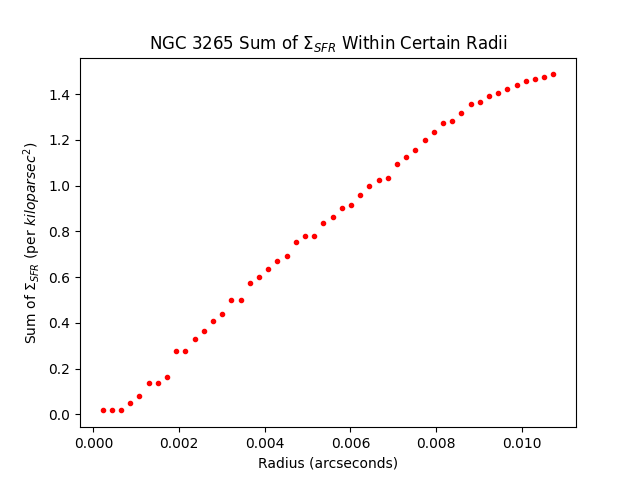 NGC 3265 Sum of Σ_SFR Within Certain Radii
1.4
1.2
1.0
0.8
0.6
0.4
0.2
0.0
Sum of Σ_SFR (per kiloparsec²)
0.000 0.002 0.004 0.006 0.008 0.010
Radius (arcseconds)